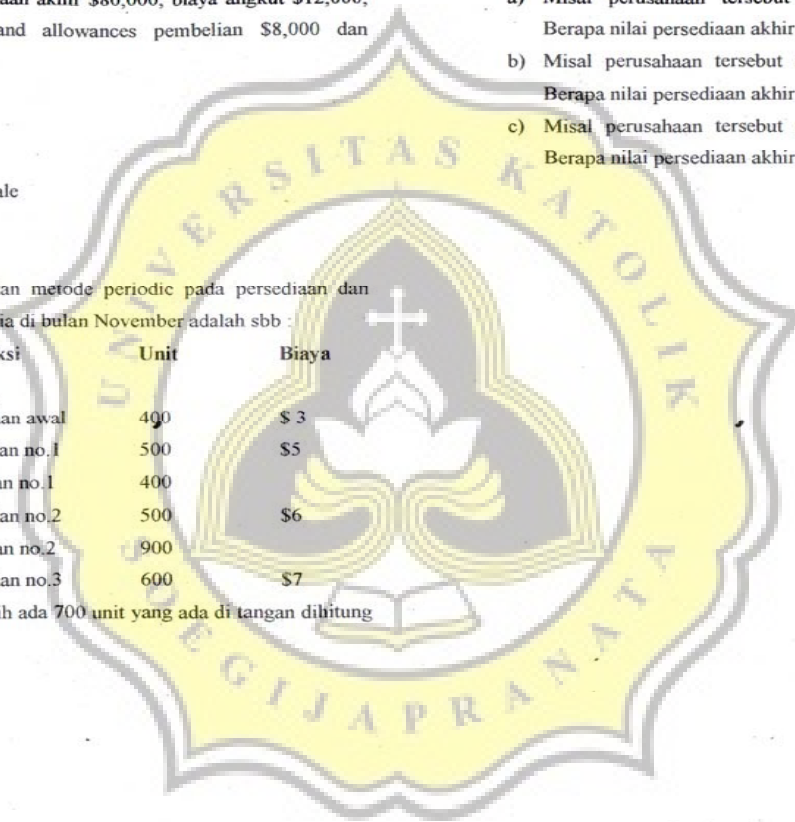 aan akhir $80,000, biaya angkut $12,000,
and allowances pembelian $8,000 dan
ale
an metode periodic pada persediaan dan
ia di bulan November adalah sbb :
ksi Unit Biaya
an awal 400 $ 3
an no.1 500 $5
an no.1 400
an no.2 500 $6
an no.2 900
an no.3 600 $7
ih ada 700 unit yang ada di tangan dihitung
a) Misal perusahaan tersebut
Berapa nilai persediaan akhir
b) Misal perusahaan tersebut
Berapa nilai persediaan akhir
c) Misal perusahaan tersebut
Berapa nilai persediaan akhir
UNIVERSITAS KATOLIK
SOEGIJAPRANATA